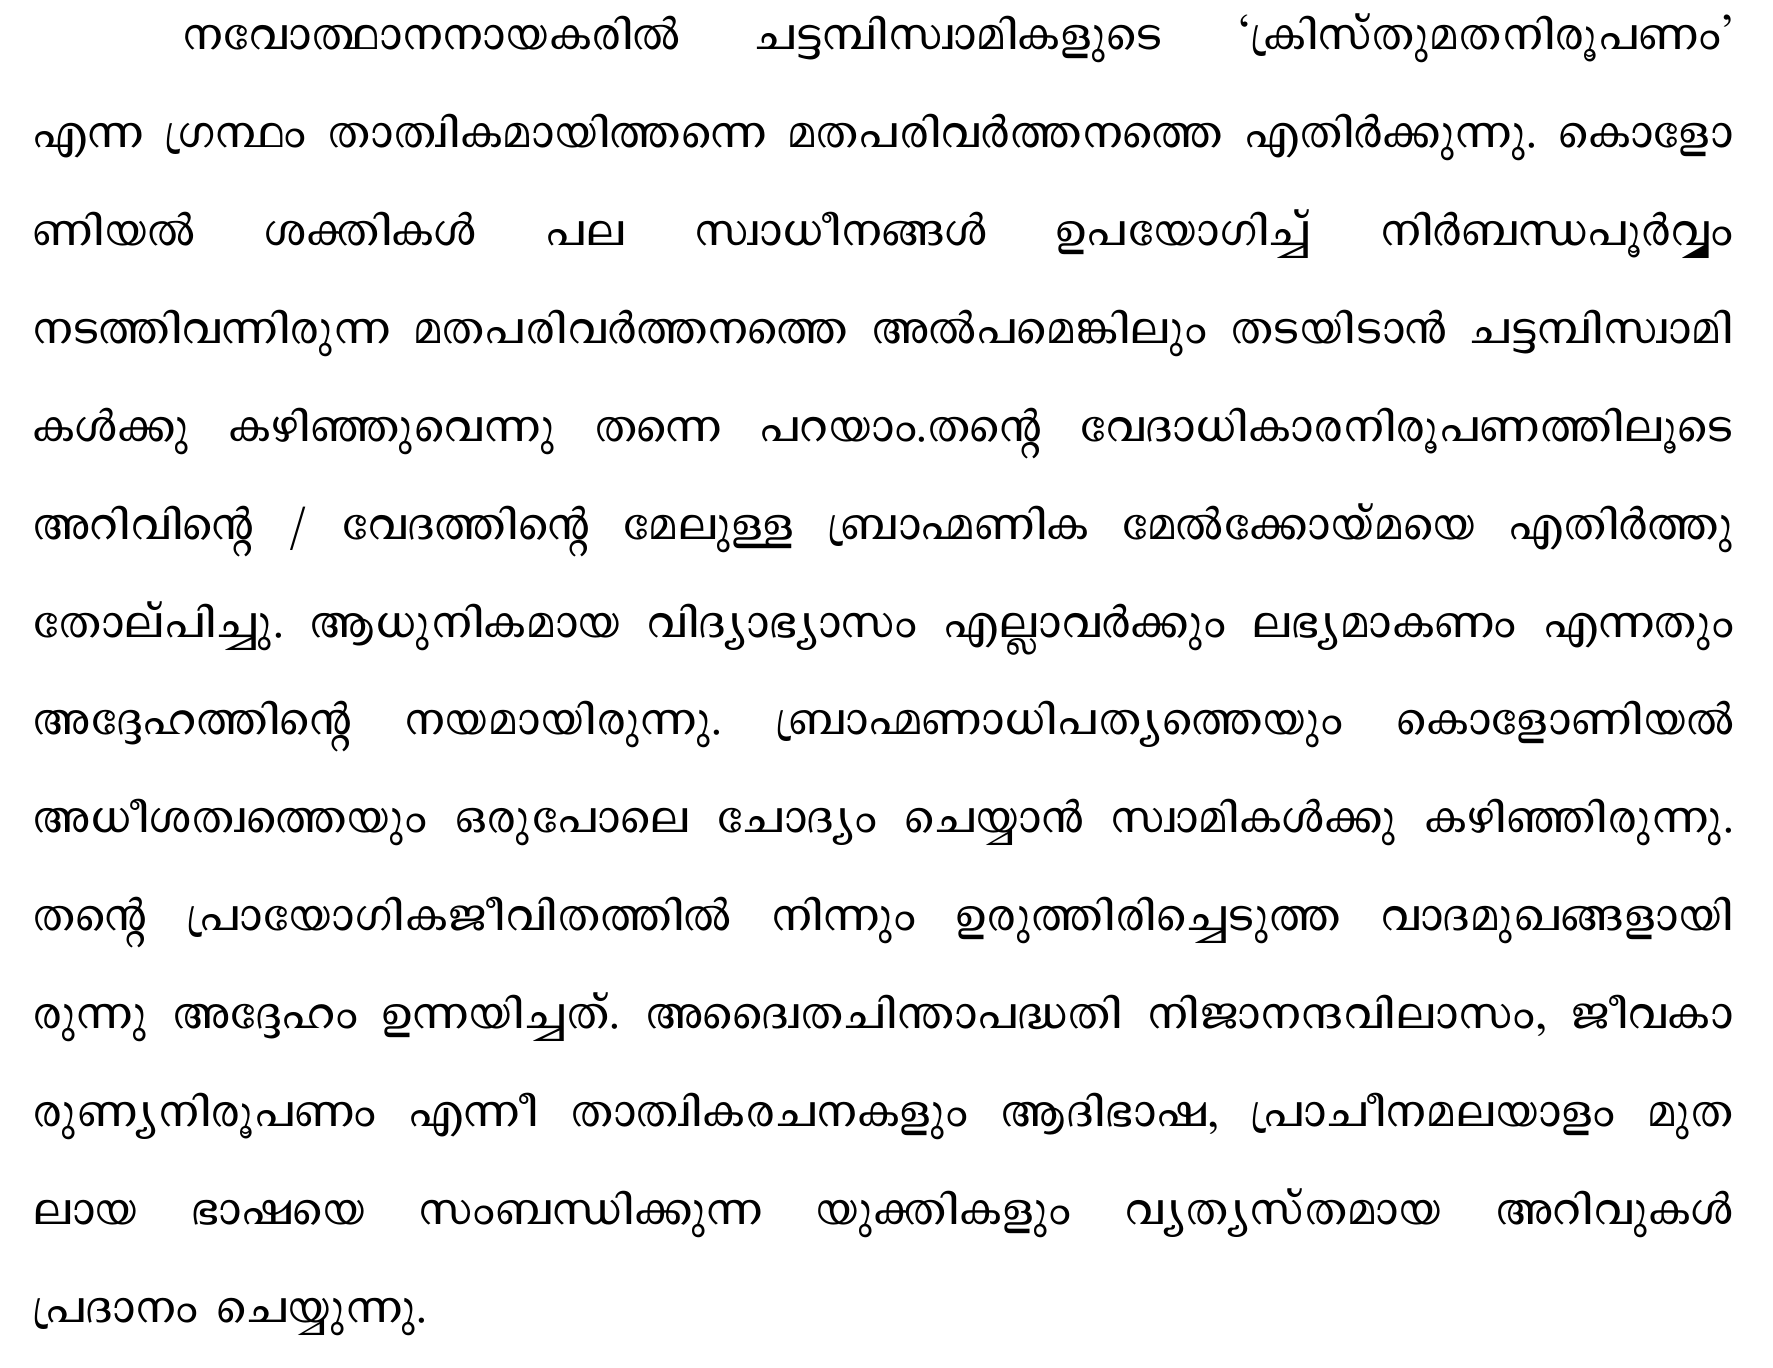 നവോത്ഥാനനായകരിൽ ചട്ടമ്പിസ്വാമികളുടെ ‘ക്രിസ്തുമതനിരൂപണം’
എന്ന ഗ്രന്ഥം താത്വികമായിത്തന്നെ മതപരിവർത്തനത്തെ എതിർക്കുന്നു. കൊളോ
ണിയൽ ശക്തികൾ പല സ്വാധീനങ്ങൾ ഉപയോഗിച്ച് നിർബന്ധപൂർവ്വം
നടത്തിവന്നിരുന്ന മതപരിവർത്തനത്തെ അൽപമെങ്കിലും തടയിടാൻ ചട്ടമ്പിസ്വാമി
കൾക്കു കഴിഞ്ഞുവെന്നു തന്നെ പറയാം.തന്റെ വേദാധികാരനിരൂപണത്തിലൂടെ
അറിവിന്റെ / വേദത്തിന്റെ മേലുള്ള ബ്രാഹ്മണിക മേൽക്കോയ്മയെ എതിർത്തു
തോല്പിച്ചു. ആധുനികമായ വിദ്യാഭ്യാസം എല്ലാവർക്കും ലഭ്യമാകണം എന്നതും
അദ്ദേഹത്തിന്റെ നയമായിരുന്നു. ബ്രാഹ്മണാധിപത്യത്തെയും കൊളോണിയൽ
അധീശത്വത്തെയും ഒരുപോലെ ചോദ്യം ചെയ്യാൻ സ്വാമികൾക്കു കഴിഞ്ഞിരുന്നു.
തന്റെ പ്രായോഗികജീവിതത്തിൽ നിന്നും ഉരുത്തിരിച്ചെടുത്ത വാദമുഖങ്ങളായി
രുന്നു അദ്ദേഹം ഉന്നയിച്ചത്. അദ്വൈതചിന്താപദ്ധതി നിജാനന്ദവിലാസം, ജീവകാ
രുണ്യനിരൂപണം എന്നീ താത്വികരചനകളും ആദിഭാഷ, പ്രാചീനമലയാളം മുത
ലായ ഭാഷയെ സംബന്ധിക്കുന്ന യുക്തികളും വ്യത്യസ്തമായ അറിവുകൾ
പ്രദാനം ചെയ്യുന്നു.